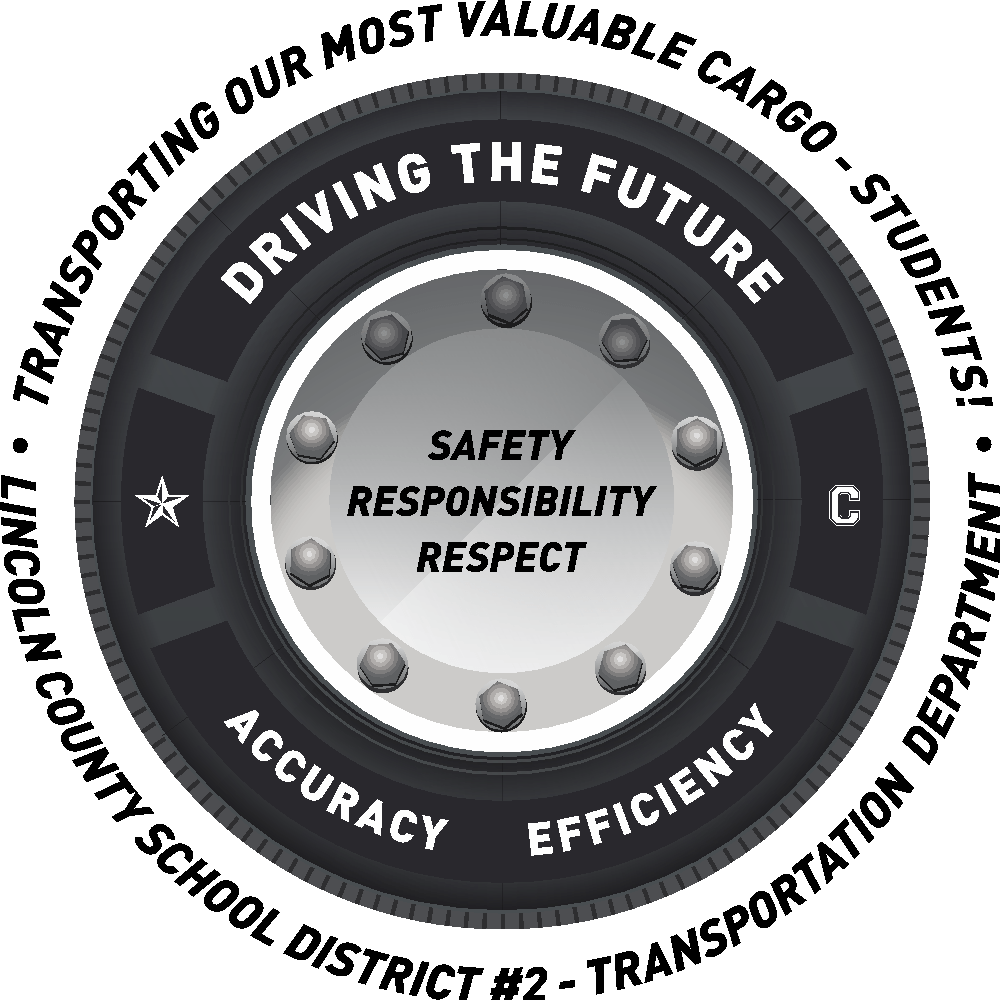 TRANSPORTING OUR MOST VALUABLE CARGO - STUDENTS!
• LINCOLN COUNTY SCHOOL DISTRICT #2 - TRANSPORTATION DEPARTMENT •
DRIVING THE FUTURE
C
SAFETY
RESPONSIBILITY
RESPECT
ACCURACY
EFFICIENCY